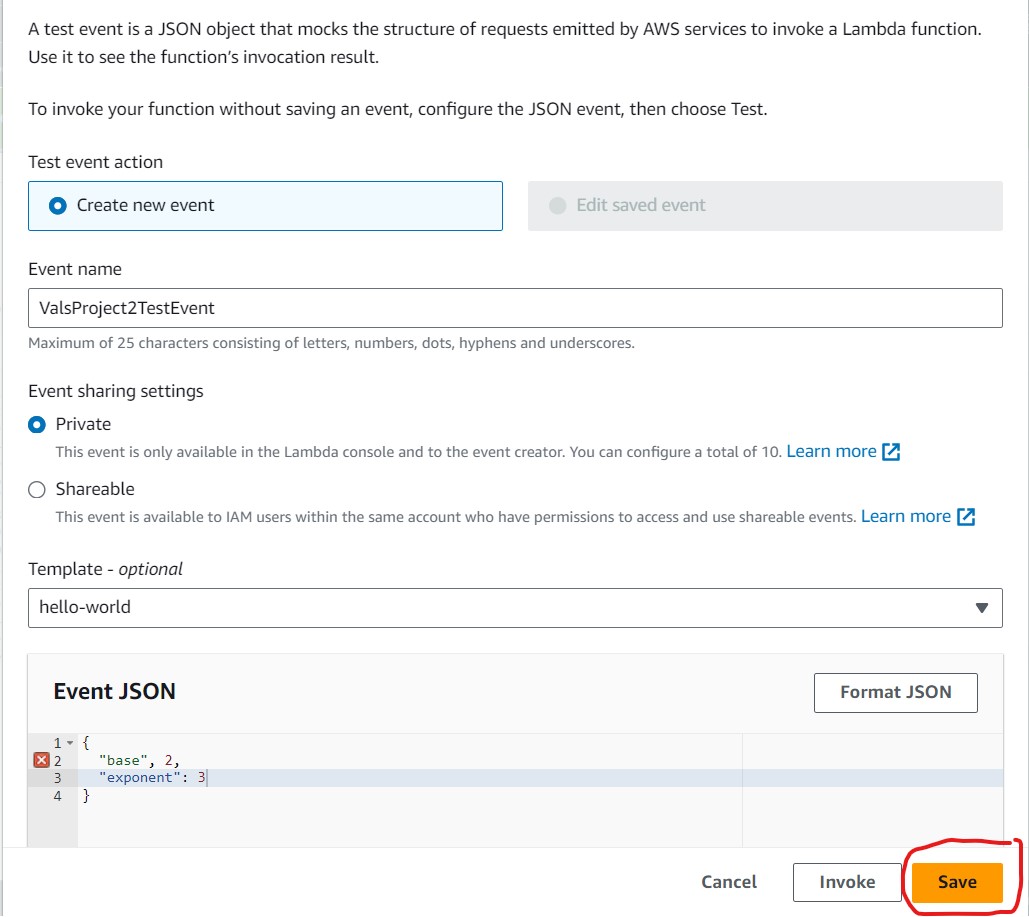 A test event is a JSON object that mocks the structure of requests emitted by AWS services to invoke a Lambda function.
Use it to see the function's invocation result.
To invoke your function without saving an event, configure the JSON event, then choose Test.
Test event action
Create new event
Edit saved event
Event name
ValsProject2TestEvent
Maximum of 25 characters consisting of letters, numbers, dots, hyphens and underscores.
Event sharing settings
Private
This event is only available in the Lambda console and to the event creator. You can configure a total of 10. Learn more
Shareable
This event is available to IAM users within the same account who have permissions to access and use shareable events. Learn more
Template - optional
hello-world
Event JSON
Format JSON
1 {
2 "base", 2,
3 "exponent": 3
4 }
Cancel
Invoke
Save